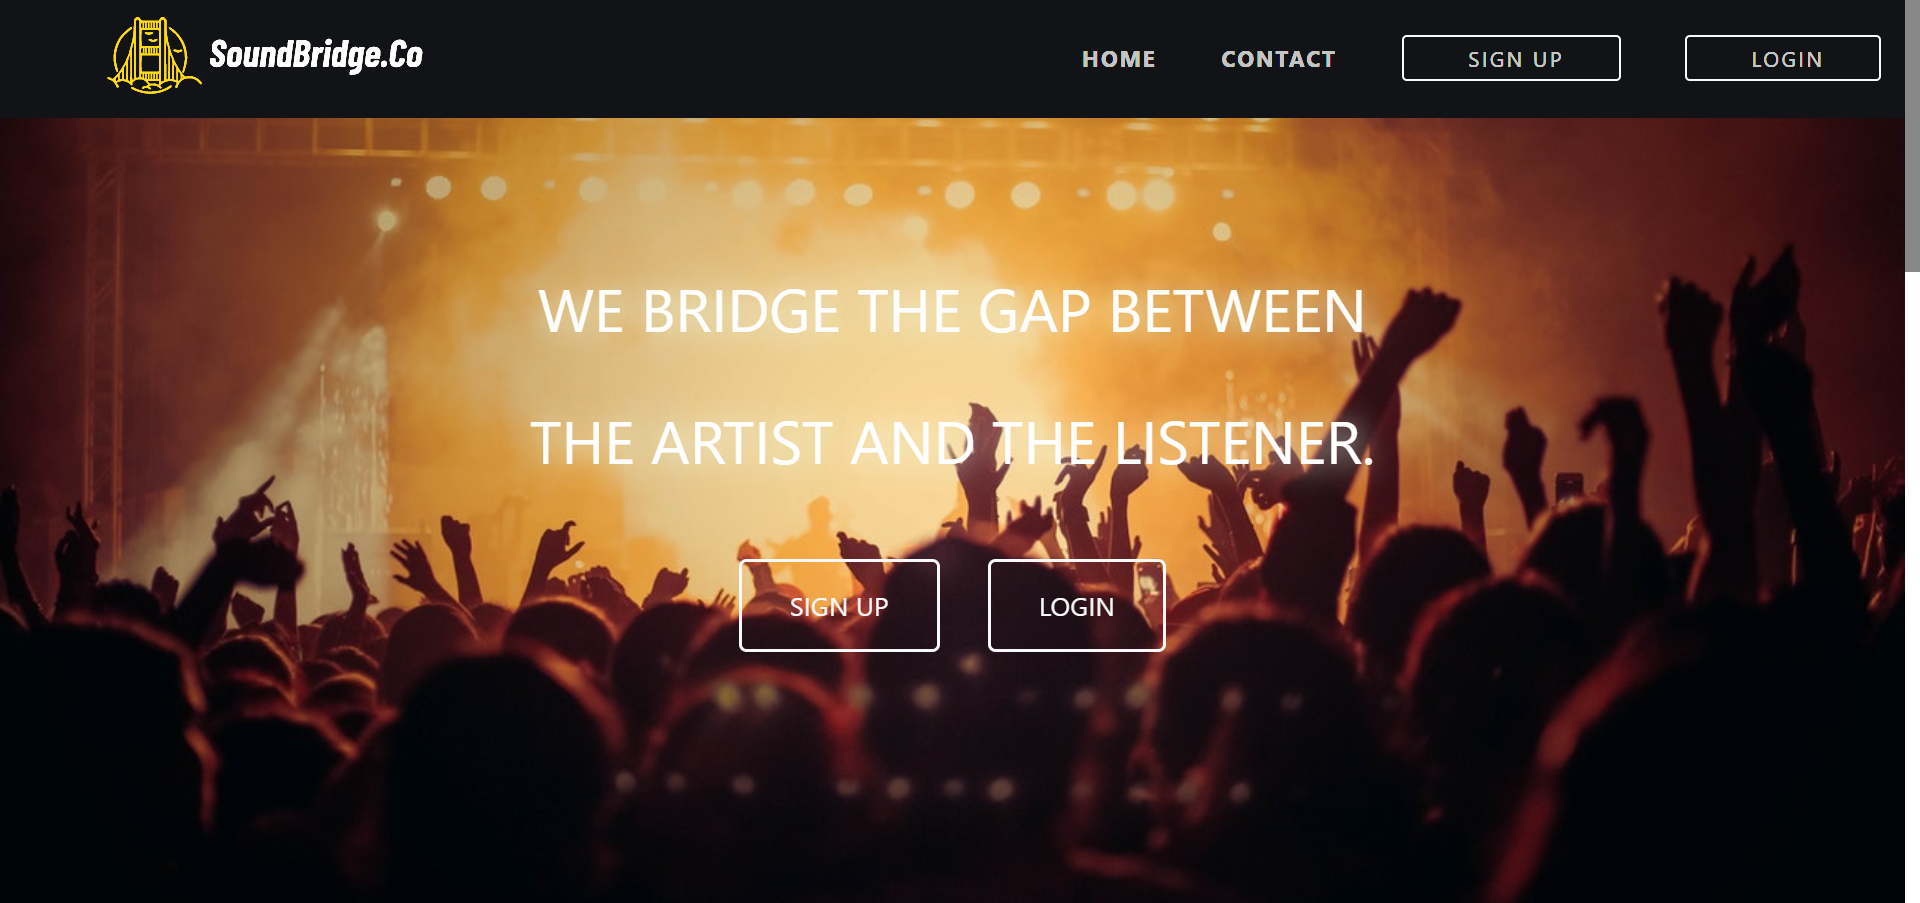 SoundBridge.Co
HOME
CONTACT
SIGN UP
LOGIN
WE BRIDGE THE GAP BETWEEN
THE ARTIST AND THE LISTENER.
SIGN UP
LOGIN